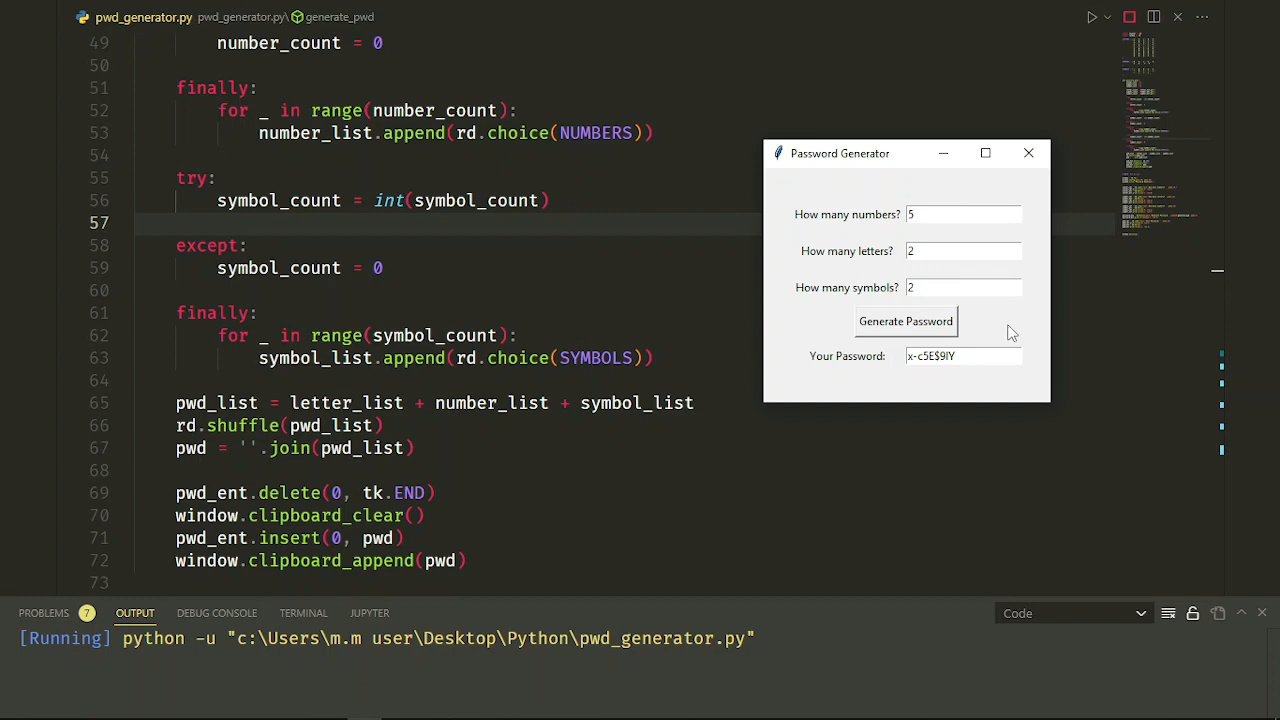 pwd_generator.py pwd_generator.py\ generate_pwd
49 number_count = 0
50
51 finally:
52 for _ in range(number_count):
53 number_list.append(rd.choice(NUMBERS))
54
55 try:
56 symbol_count = int(symbol_count)
57
58 except:
59 symbol_count = 0
60
61 finally:
62 for _ in range(symbol_count):
63 symbol_list.append(rd.choice(SYMBOLS))
64
65 pwd_list = letter_list + number_list + symbol_list
66 rd.shuffle(pwd_list)
67 pwd = ''.join(pwd_list)
68
69 pwd_ent.delete(0, tk.END)
70 window.clipboard_clear()
71 pwd_ent.insert(0, pwd)
72 window.clipboard_append(pwd)
73
Password Generator
How many numbers? 5
How many letters? 2
How many symbols? 2
Generate Password
Your Password:
PROBLEMS 7 OUTPUT DEBUG CONSOLE TERMINAL JUPYTER Code
[Running] python -u "c:\Users\m.m user\Desktop\Python\pwd_generator.py"